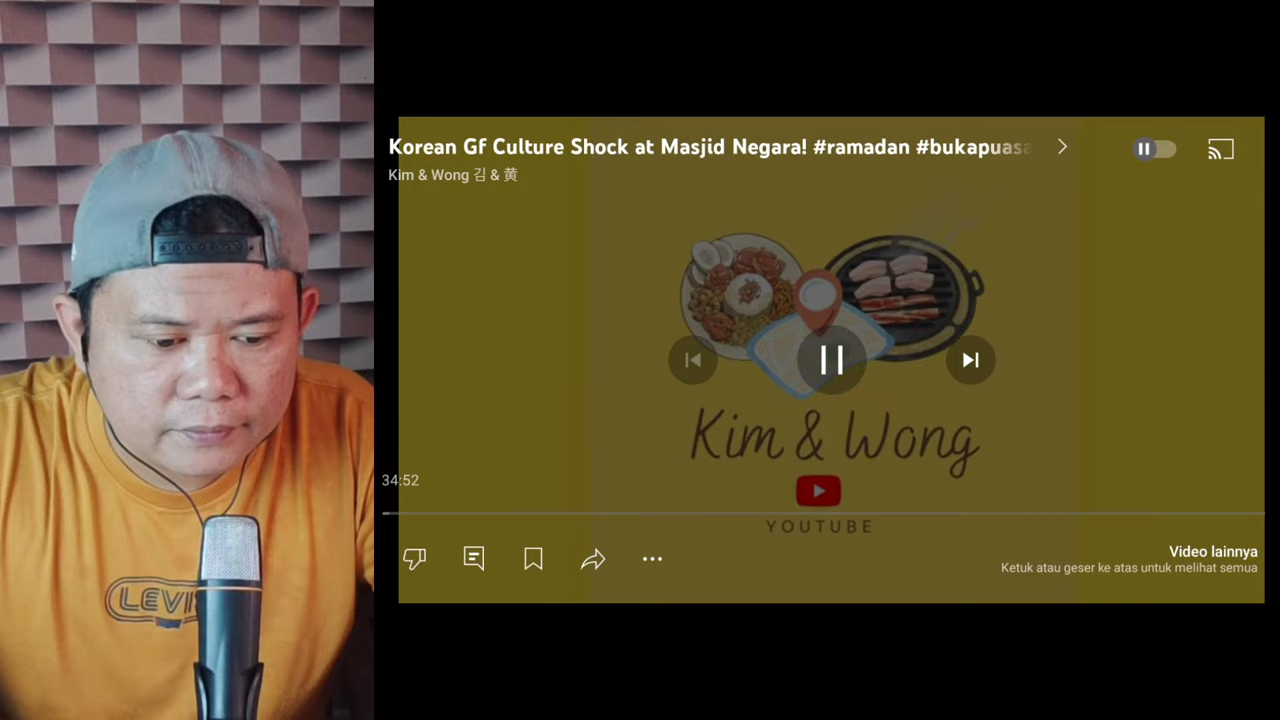 Korean Gf Culture Shock at Masjid Negara! #ramadan #bukapuasa
Kim & Wong 김 & 黄
Kim & Wong
YOUTUBE
34:52
Video lainnya
Ketuk atau geser ke atas untuk melihat semua
LEVI